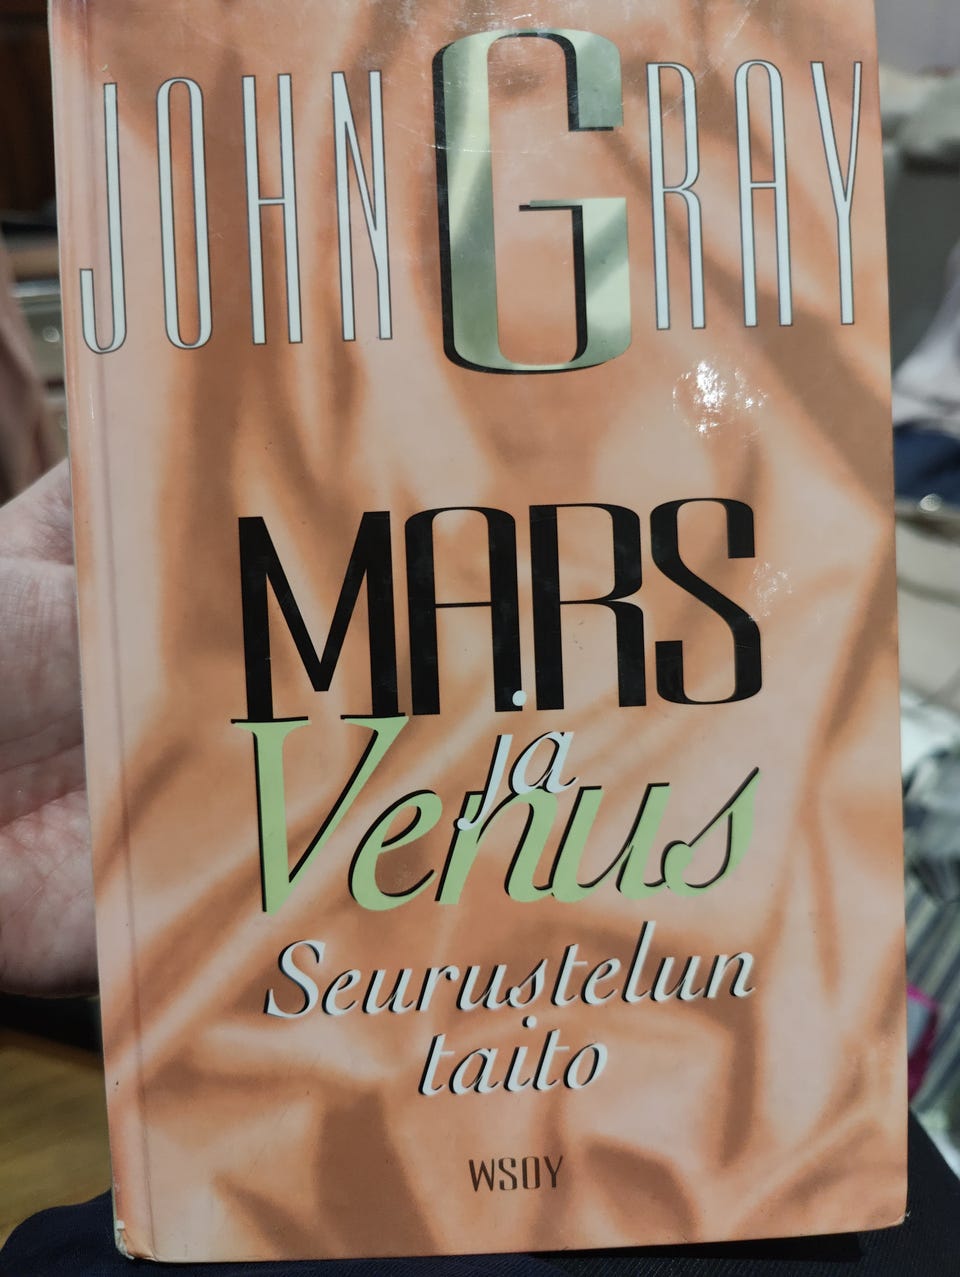 JOHN GRAY
MARS
ja
Venus
Seurustelun
taito
WSOY